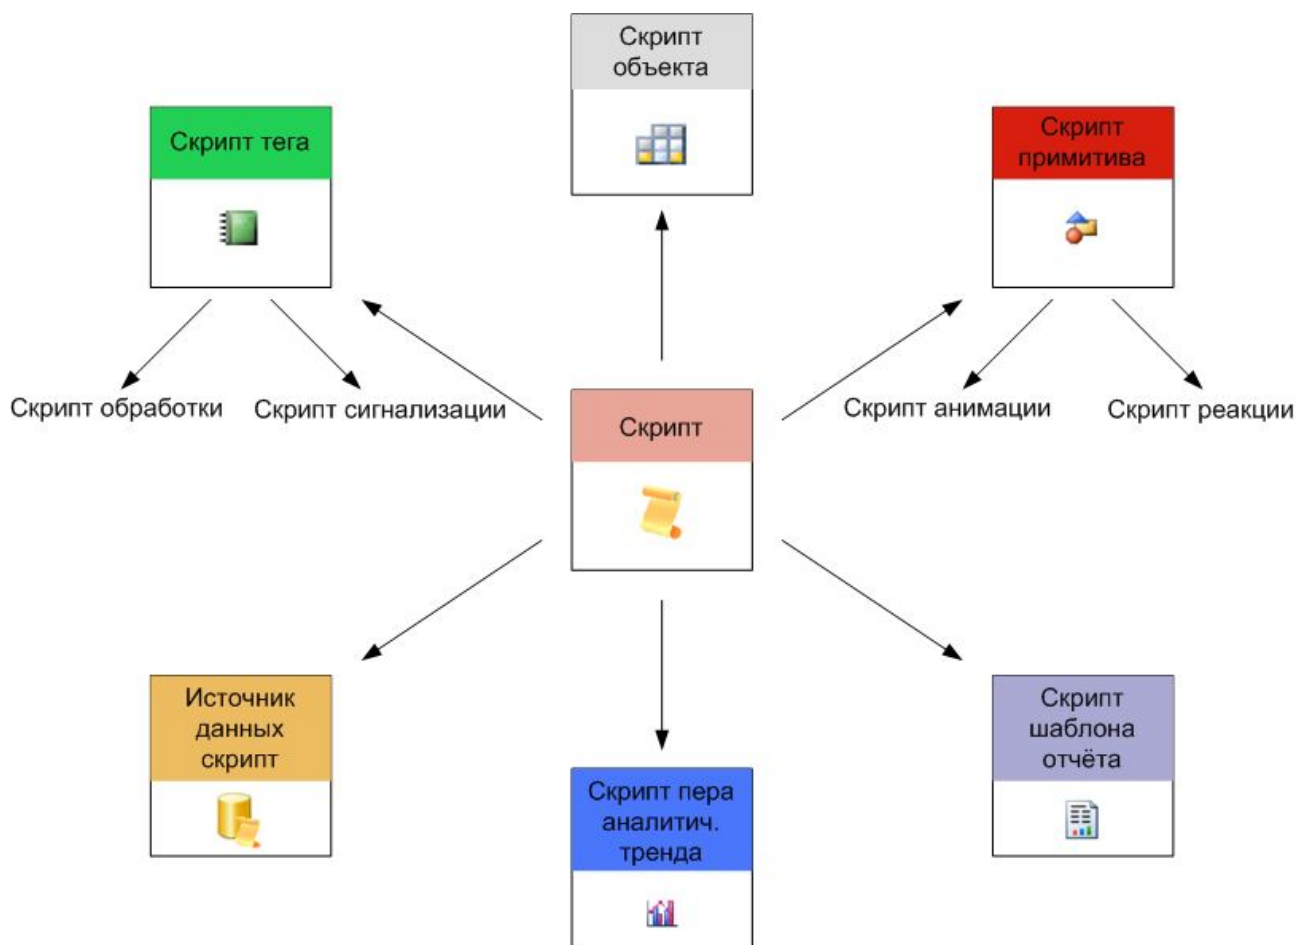 Скрипт
объекта
Скрипт тега
Скрипт
примитива
Скрипт обработки
Скрипт сигнализации
Скрипт анимации
Скрипт реакции
Скрипт
Источник
данных
скрипт
Скрипт пера
аналитич.
тренда
Скрипт
шаблона
отчёта